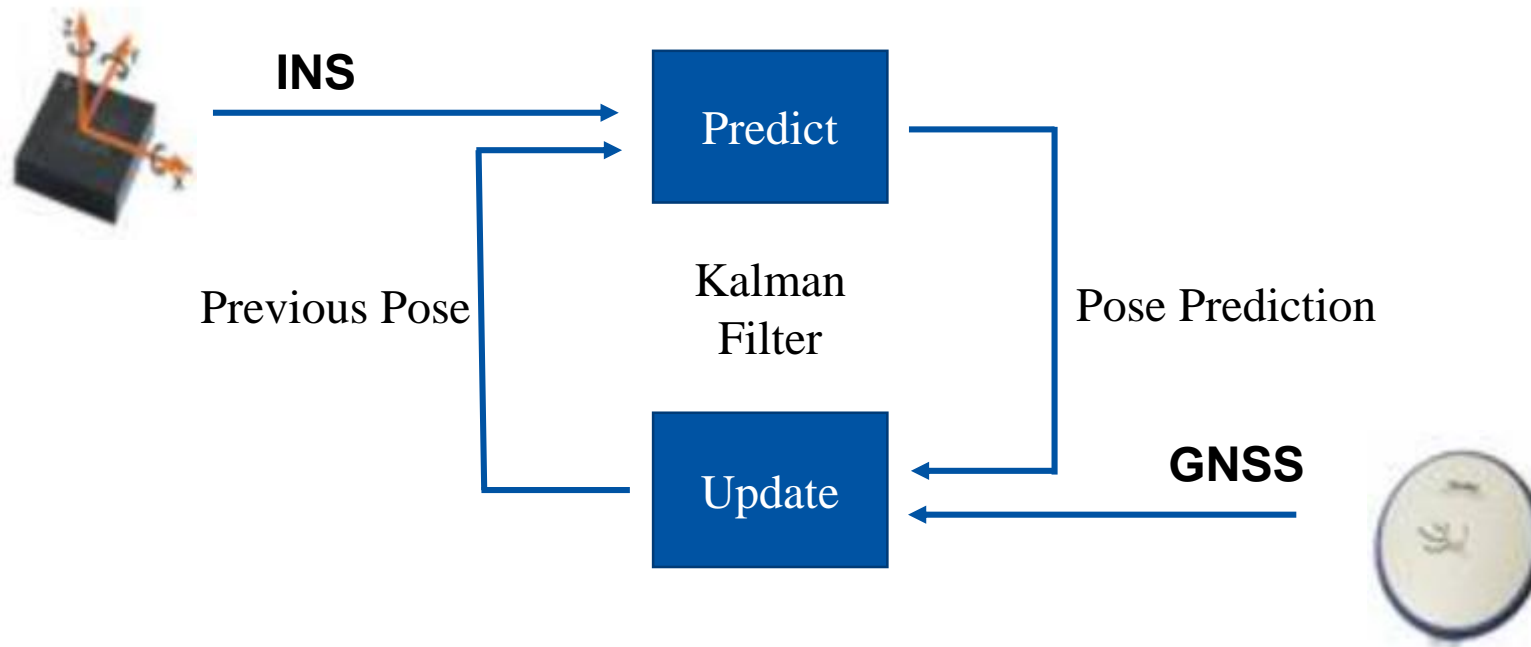 INS
Predict
Previous Pose
Kalman
Filter
Pose Prediction
GNSS
Update